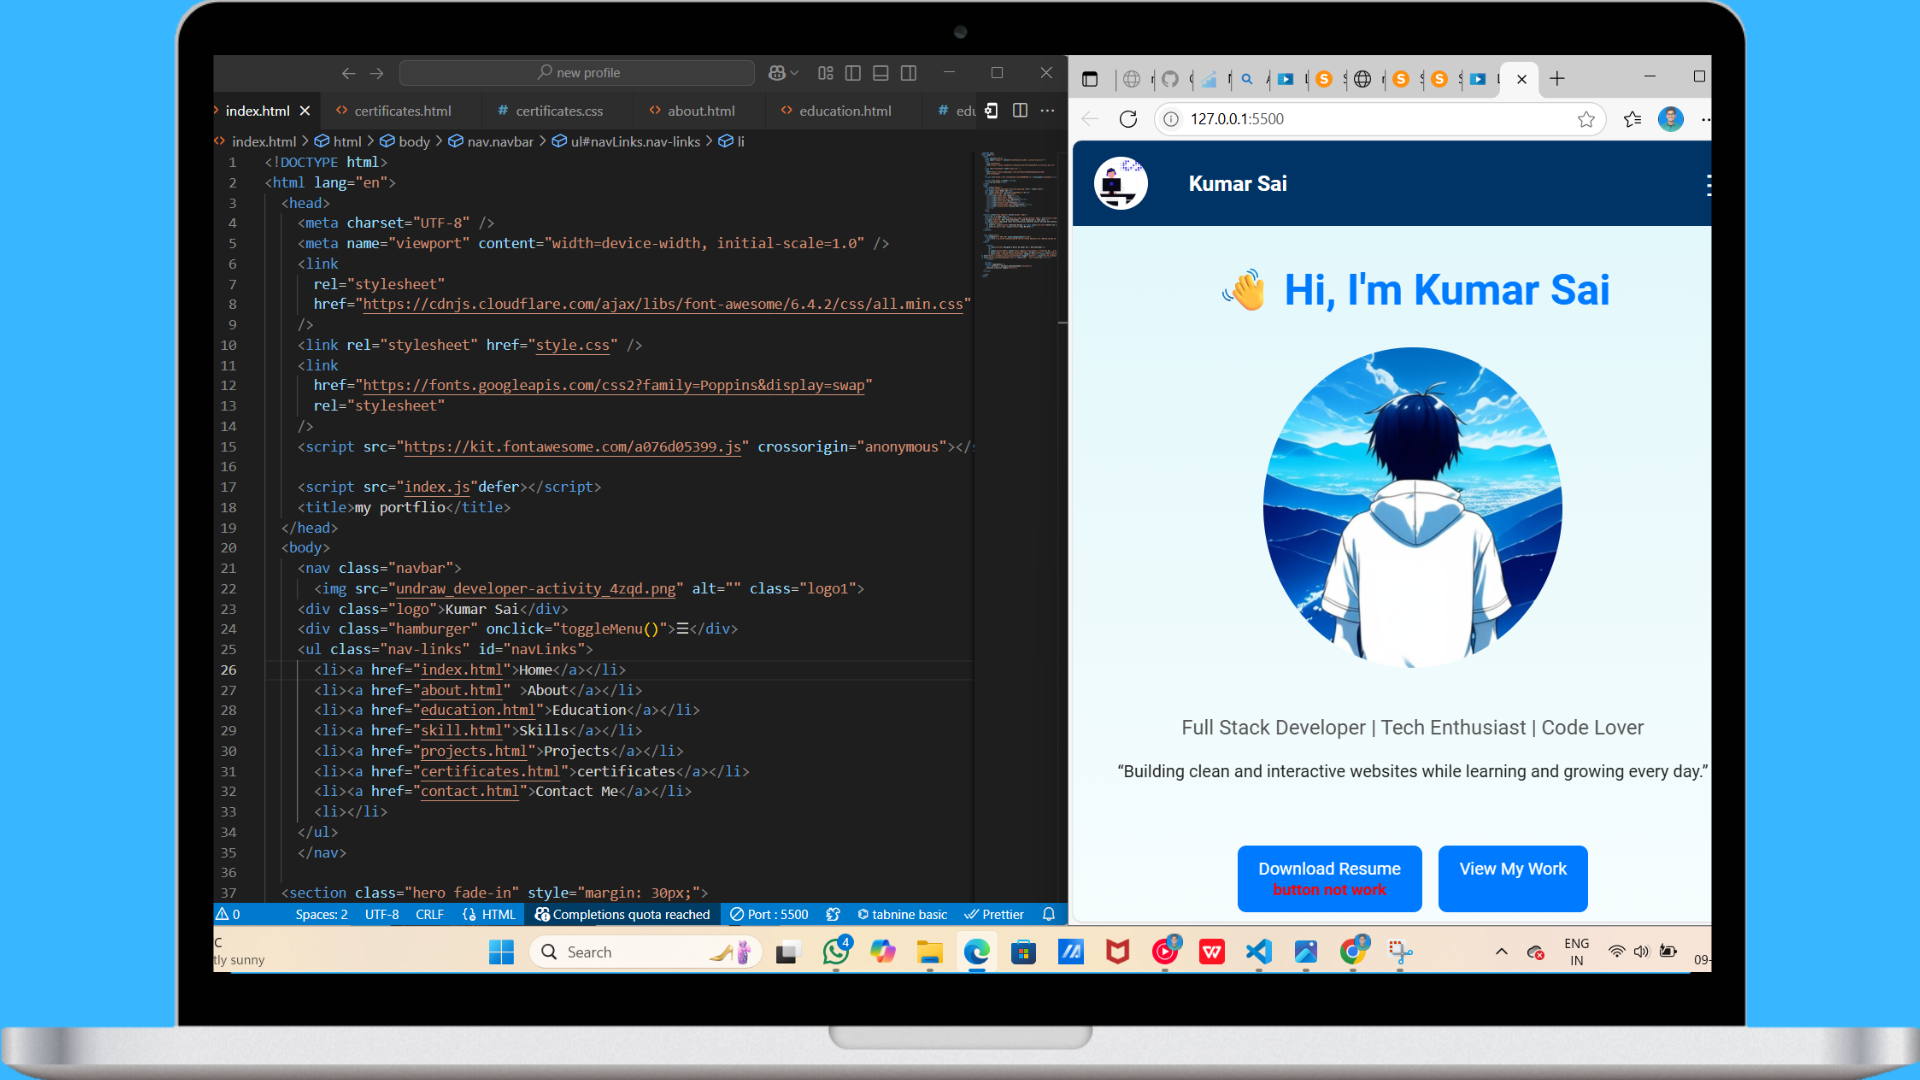 new profile
index.html
certificates.html
certificates.css
about.html
education.html
edu
index.html > html > body > nav.navbar > ul#navLinks.nav-links > li
1 <!DOCTYPE html>
2 <html lang="en">
3 <head>
4 <meta charset="UTF-8" />
5 <meta name="viewport" content="width=device-width, initial-scale=1.0" />
6 <link
7 rel="stylesheet"
8 href="https://cdnjs.cloudflare.com/ajax/libs/font-awesome/6.4.2/css/all.min.css"
9 />
10 <link rel="stylesheet" href="style.css" />
11 <link
12 href="https://fonts.googleapis.com/css2?family=Poppins&display=swap"
13 rel="stylesheet"
14 />
15 <script src="https://kit.fontawesome.com/a076d05399.js" crossorigin="anonymous"></
16
17 <script src="index.js"defer></script>
18 <title>my portflio</title>
19 </head>
20 <body>
21 <nav class="navbar">
22 <img src="undraw_developer-activity_4zqd.png" alt="" class="logo1">
23 <div class="logo">Kumar Sai</div>
24 <div class="hamburger" onclick="toggleMenu()">☰</div>
25 <ul class="nav-links" id="navLinks">
26 <li><a href="index.html">Home</a></li>
27 <li><a href="about.html" >About</a></li>
28 <li><a href="education.html">Education</a></li>
29 <li><a href="skill.html">Skills</a></li>
30 <li><a href="projects.html">Projects</a></li>
31 <li><a href="certificates.html">certificates</a></li>
32 <li><a href="contact.html">Contact Me</a></li>
33 <li></li>
34 </ul>
35 </nav>
36
37 <section class="hero fade-in" style="margin: 30px;">
0 Spaces: 2 UTF-8 CRLF HTML Completions quota reached Port : 5500 tabnine basic Prettier
127.0.0.1:5500
Kumar Sai
👋 Hi, I'm Kumar Sai
Full Stack Developer | Tech Enthusiast | Code Lover
“Building clean and interactive websites while learning and growing every day.”
Download Resume
button not work
View My Work
C
tly sunny
Search
4
ENG
IN
09-